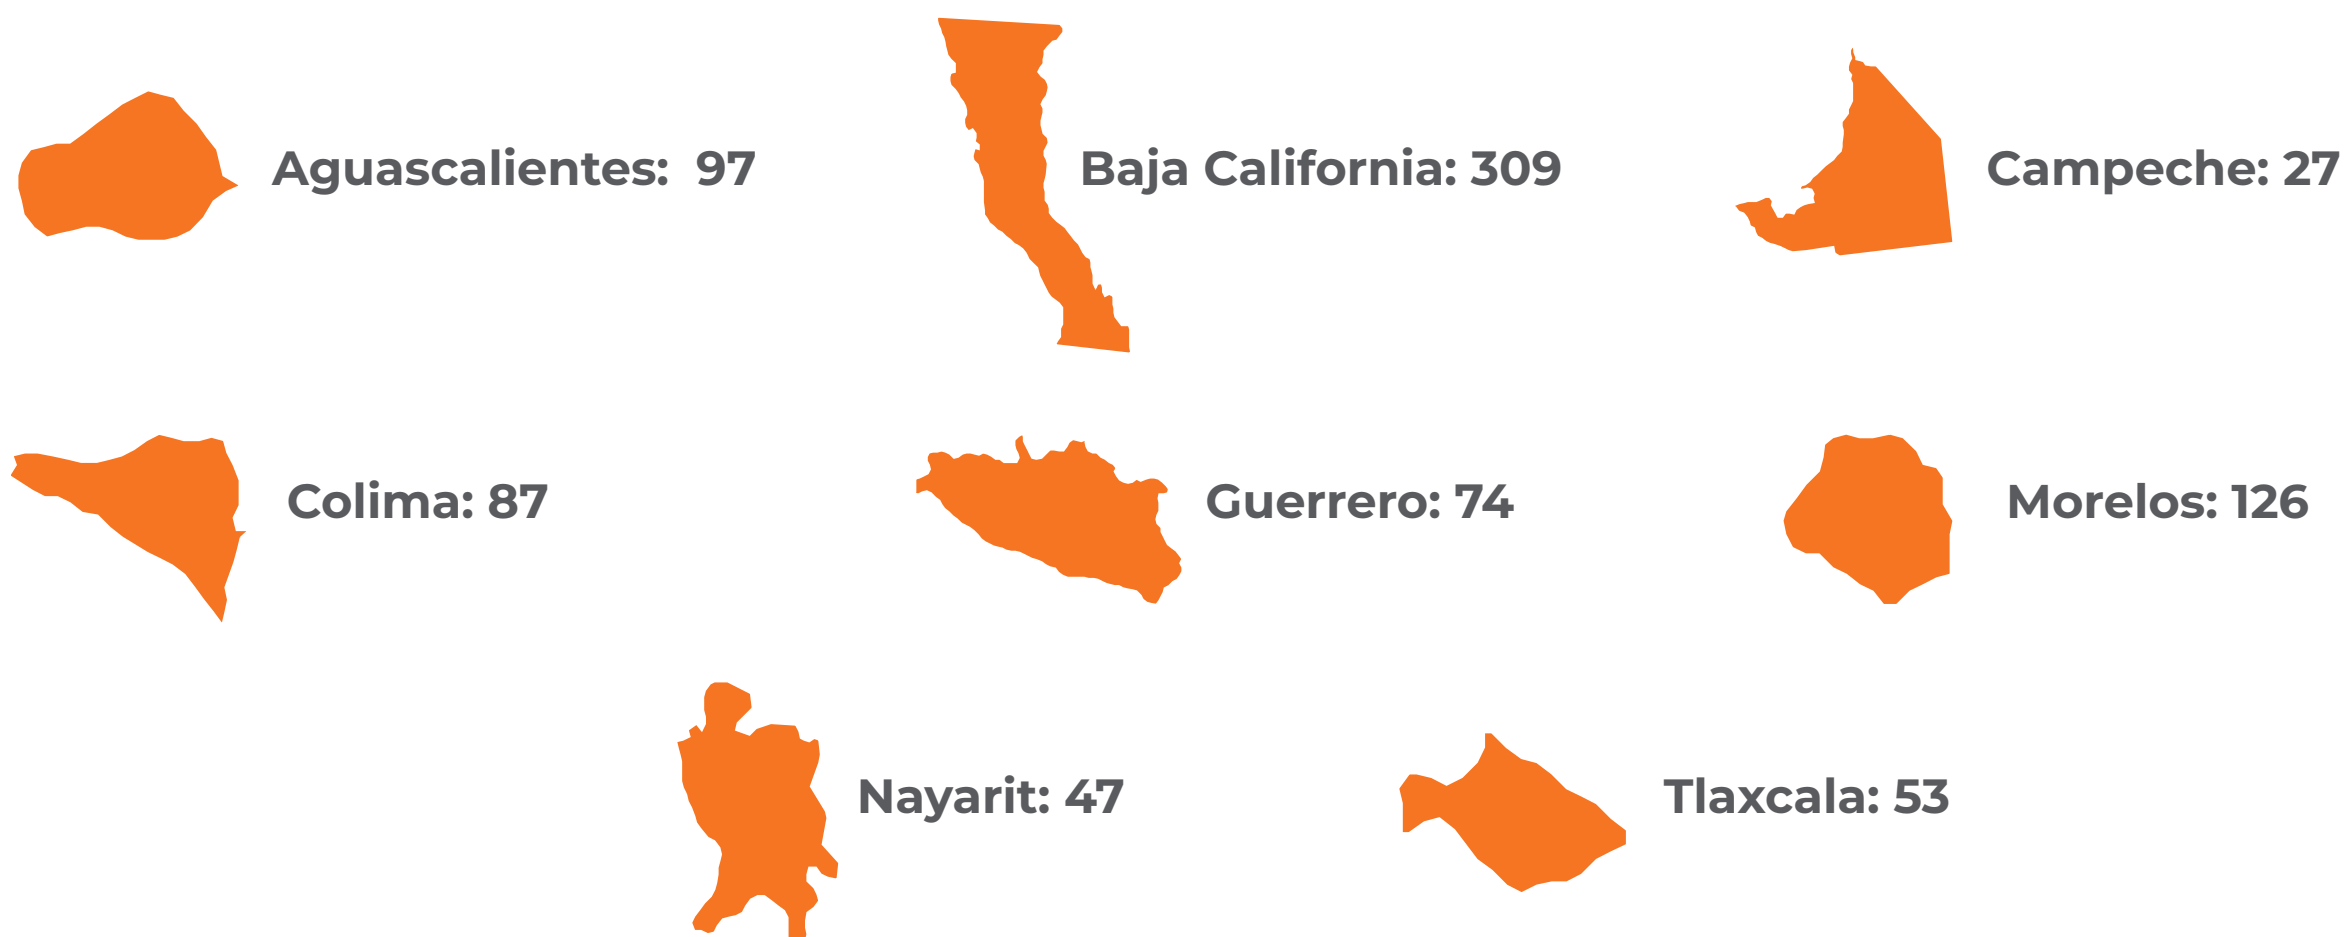 Aguascalientes:  97
Baja California: 309
Campeche: 27
Colima: 87
Guerrero: 74
Morelos: 126
Nayarit: 47
Tlaxcala: 53